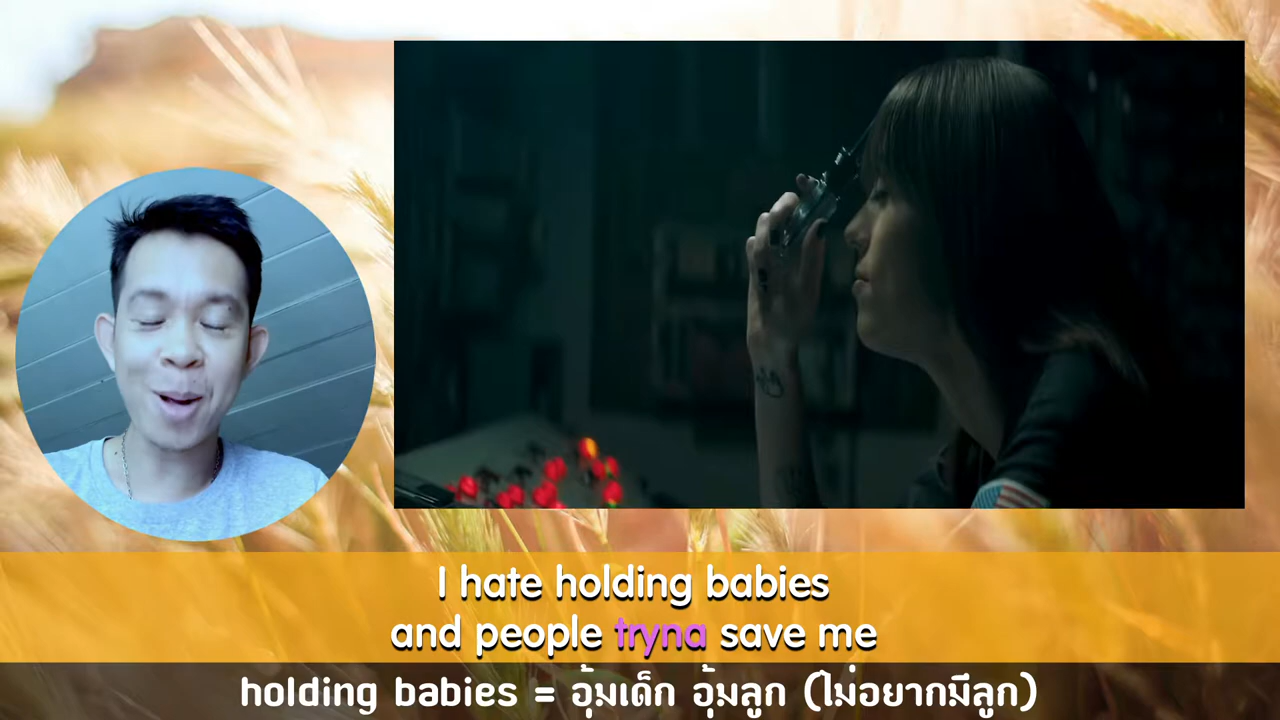 I hate holding babies
and people tryna save me
holding babies = อุ้มเด็ก อุ้มลูก (ไม่อยากมีลูก)